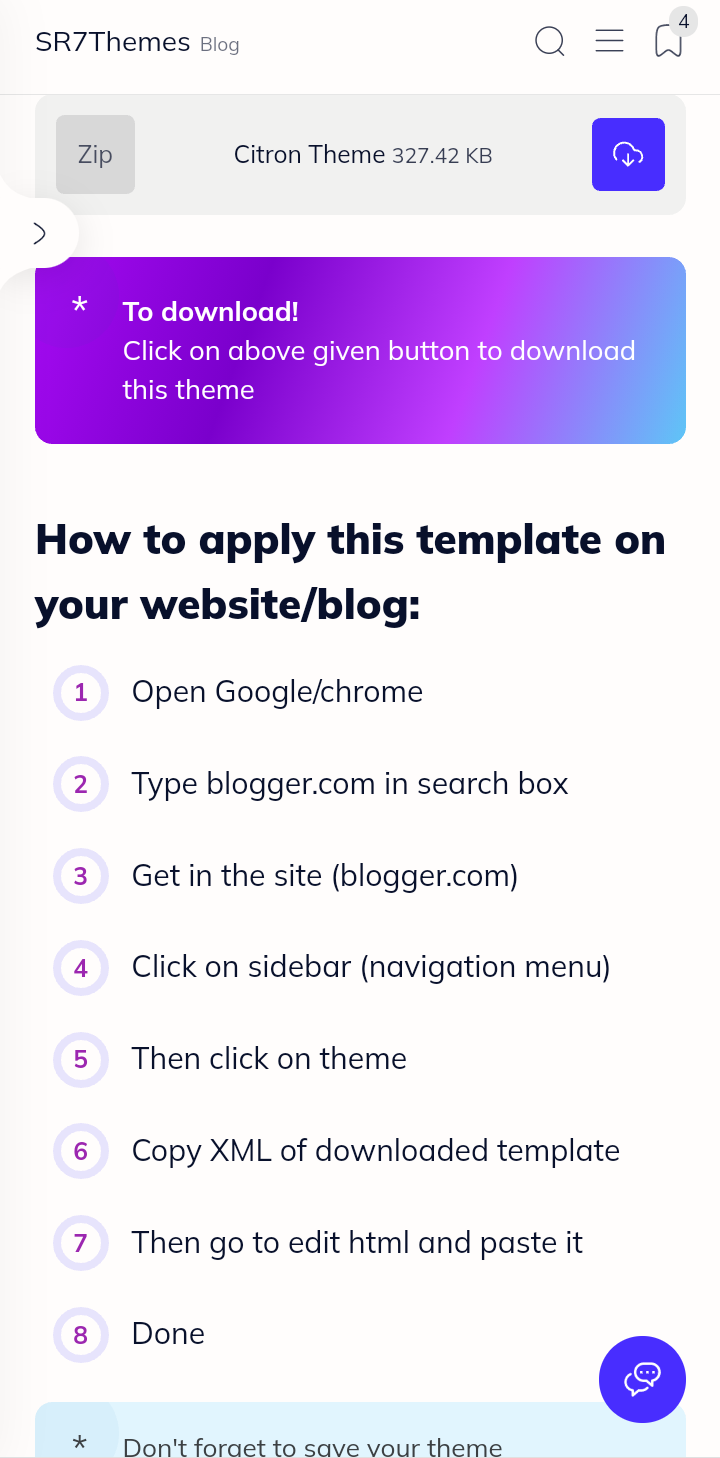 SR7Themes Blog
4
Zip
Citron Theme 327.42 KB
* To download!
Click on above given button to download
this theme
How to apply this template on
your website/blog:
1 Open Google/chrome
2 Type blogger.com in search box
3 Get in the site (blogger.com)
4 Click on sidebar (navigation menu)
5 Then click on theme
6 Copy XML of downloaded template
7 Then go to edit html and paste it
8 Done
* Don't forget to save your theme